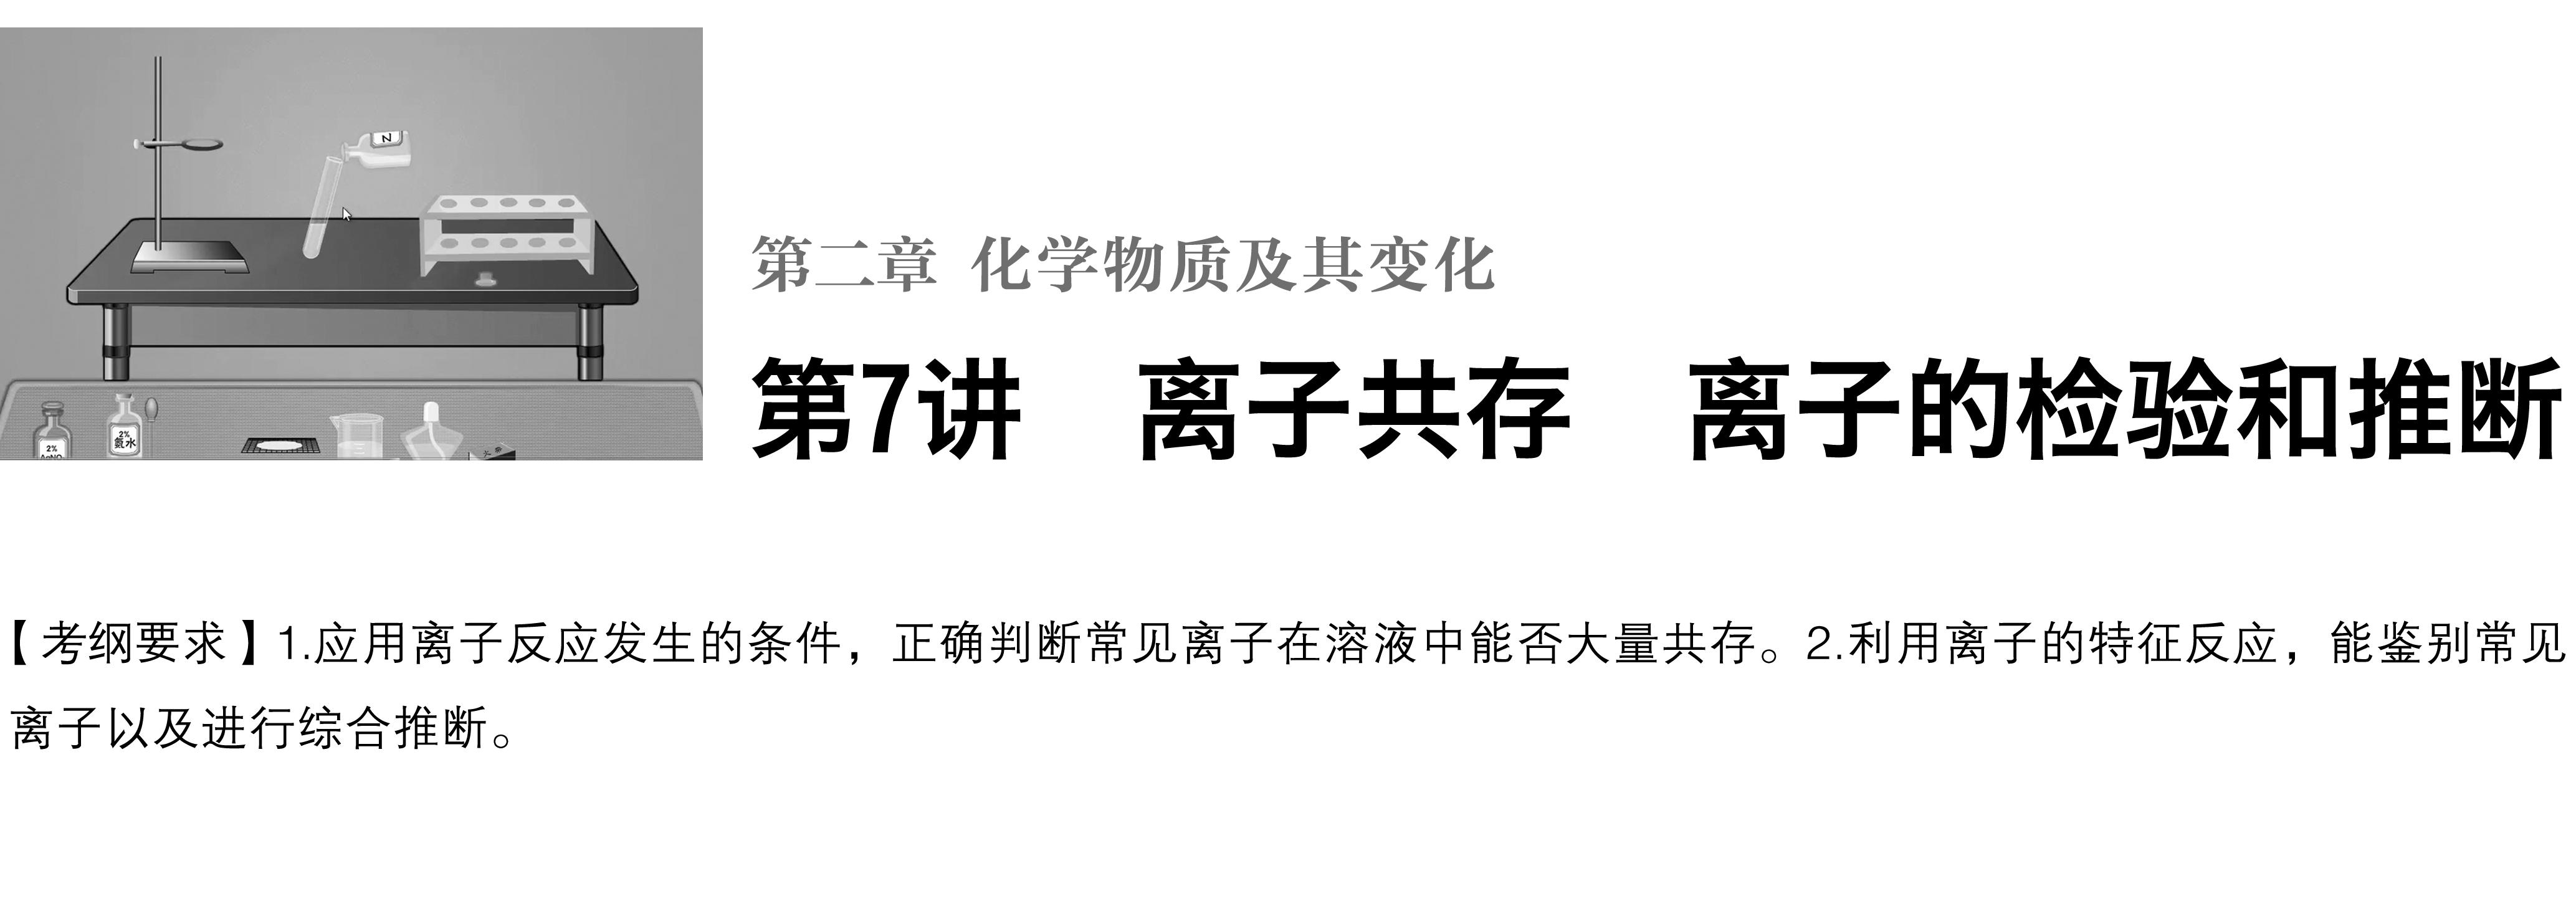 N
第二章 化学物质及其变化
第7讲 离子共存 离子的检验和推断
2%
氨水
2%
【考纲要求】1.应用离子反应发生的条件，正确判断常见离子在溶液中能否大量共存。2.利用离子的特征反应，能鉴别常见
离子以及进行综合推断。